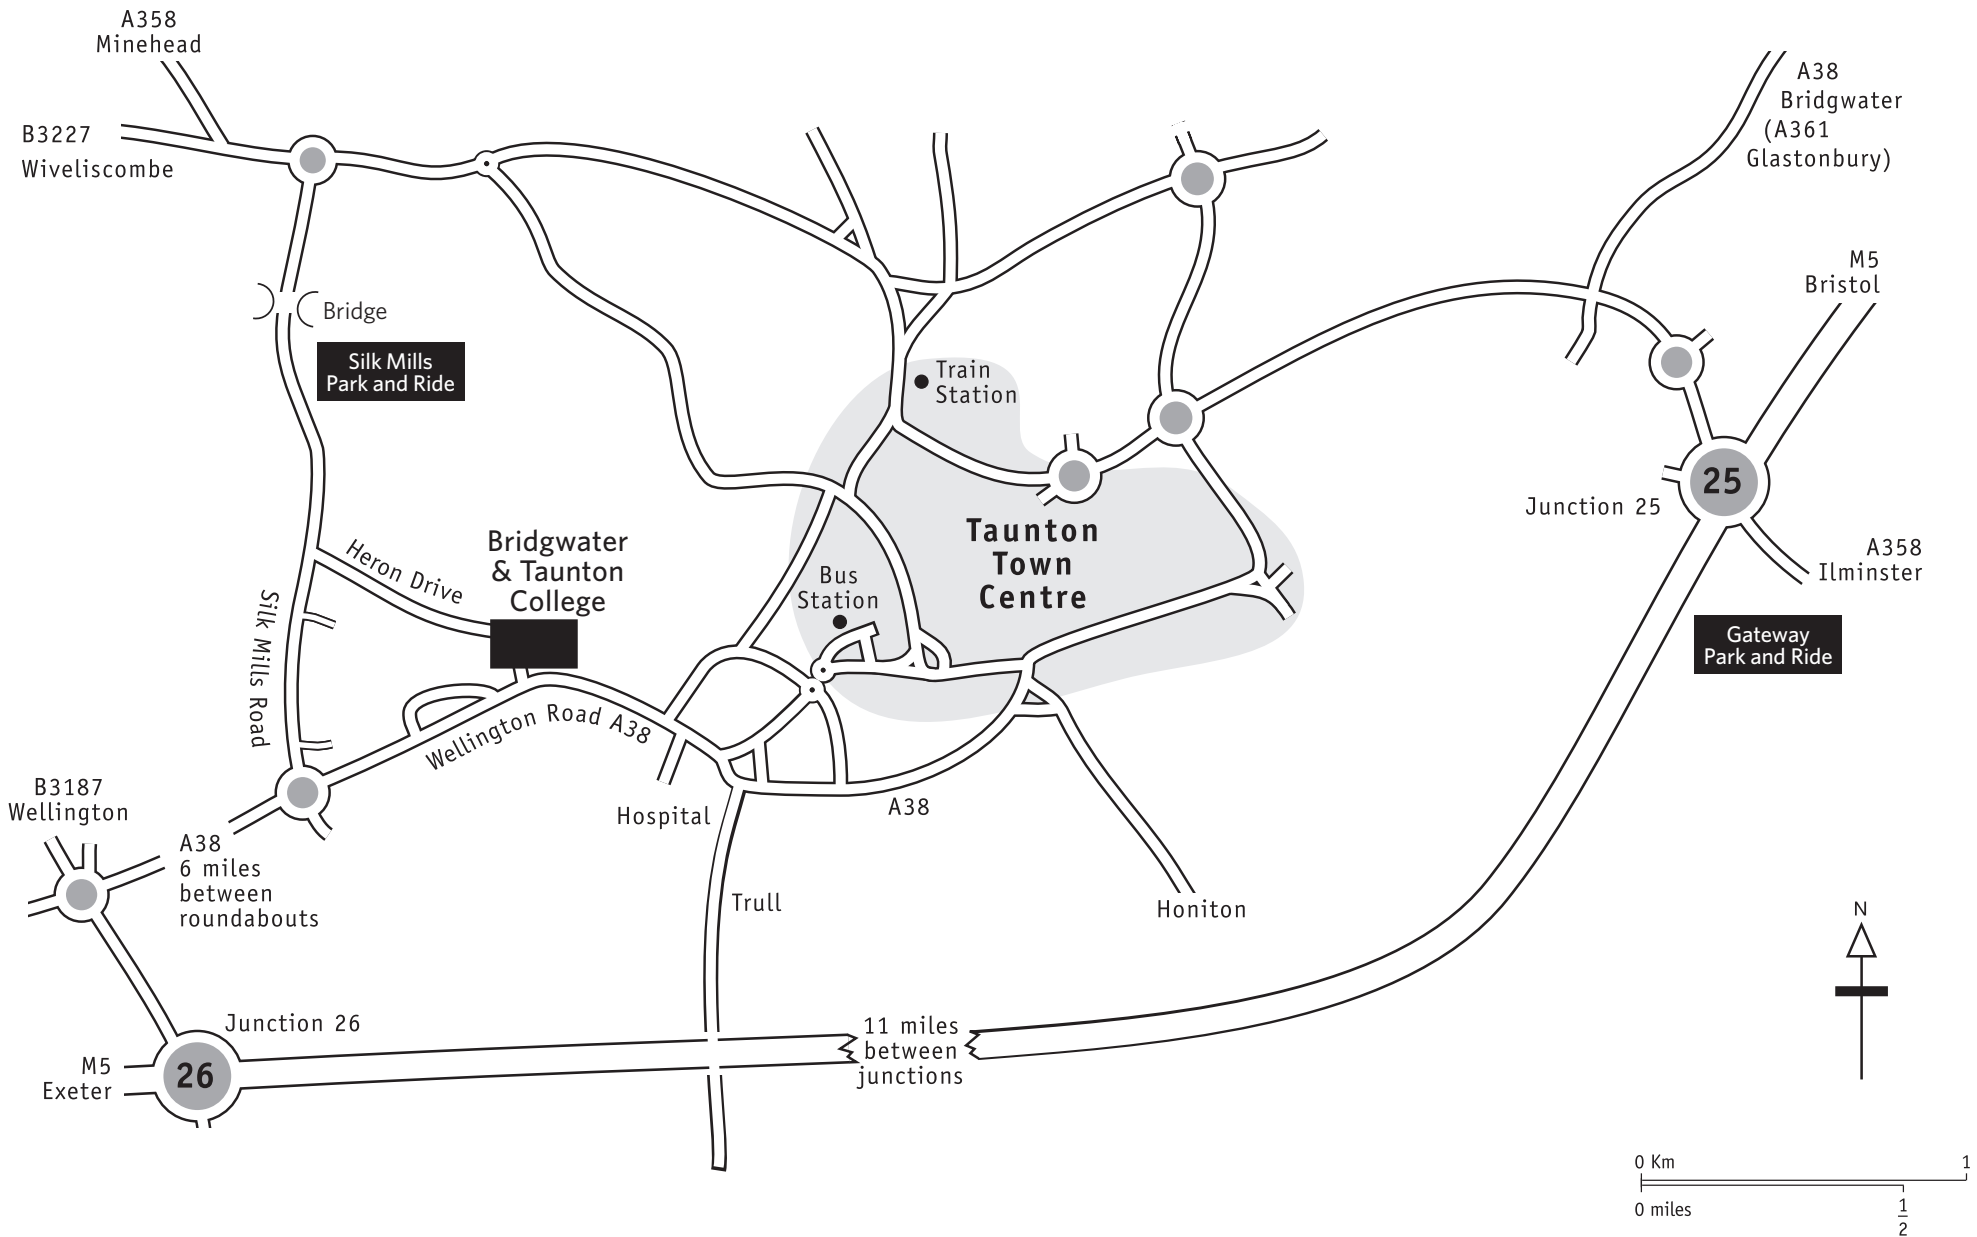 A358
Minehead
B3227
Wiveliscombe
A38
Bridgwater
(A361
Glastonbury)
M5
Bristol
Bridge
Silk Mills
Park and Ride
Train
Station
25
Junction 25
Taunton
Town
Centre
Bridgwater
& Taunton
College
Heron Drive
Bus
Station
A358
Ilminster
Silk Mills Road
Gateway
Park and Ride
Wellington Road A38
B3187
Wellington
Hospital
A38
A38
6 miles
between
roundabouts
Trull
Honiton
N
Junction 26
26
M5
Exeter
11 miles
between
junctions
0 Km 1
0 miles 1/2